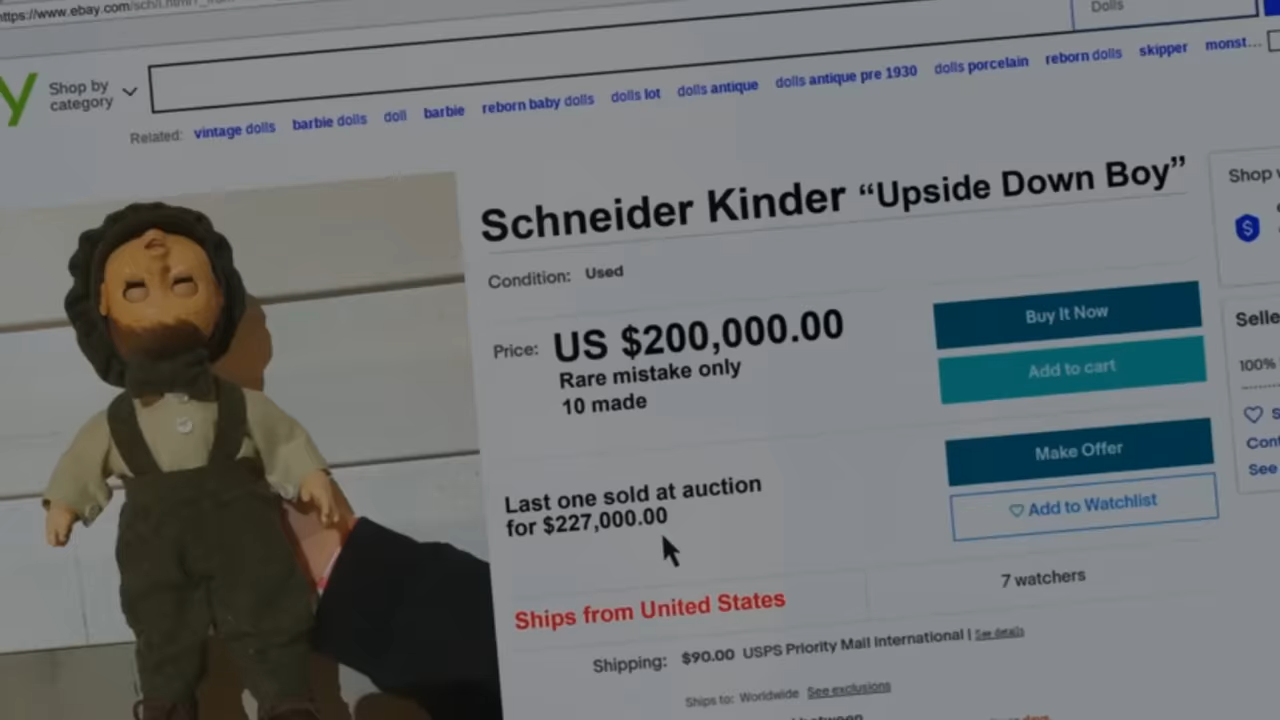 https://www.ebay.com/sch/i.html?_
Dolls
y
Shop by
category
Related: vintage dolls barbie dolls doll barbie reborn baby dolls dolls lot dolls antique dolls antique pre 1930 dolls porcelain reborn dolls skipper monst...
Schneider Kinder “Upside Down Boy”
Condition: Used
Price: US $200,000.00
Rare mistake only
10 made
Buy It Now
Add to cart
Make Offer
Add to Watchlist
Last one sold at auction
for $227,000.00
7 watchers
Ships from United States
Shipping: $90.00 USPS Priority Mail International | See details
Ships to: Worldwide See exclusions
between
Shop
Selle
100%
S
Cont
See